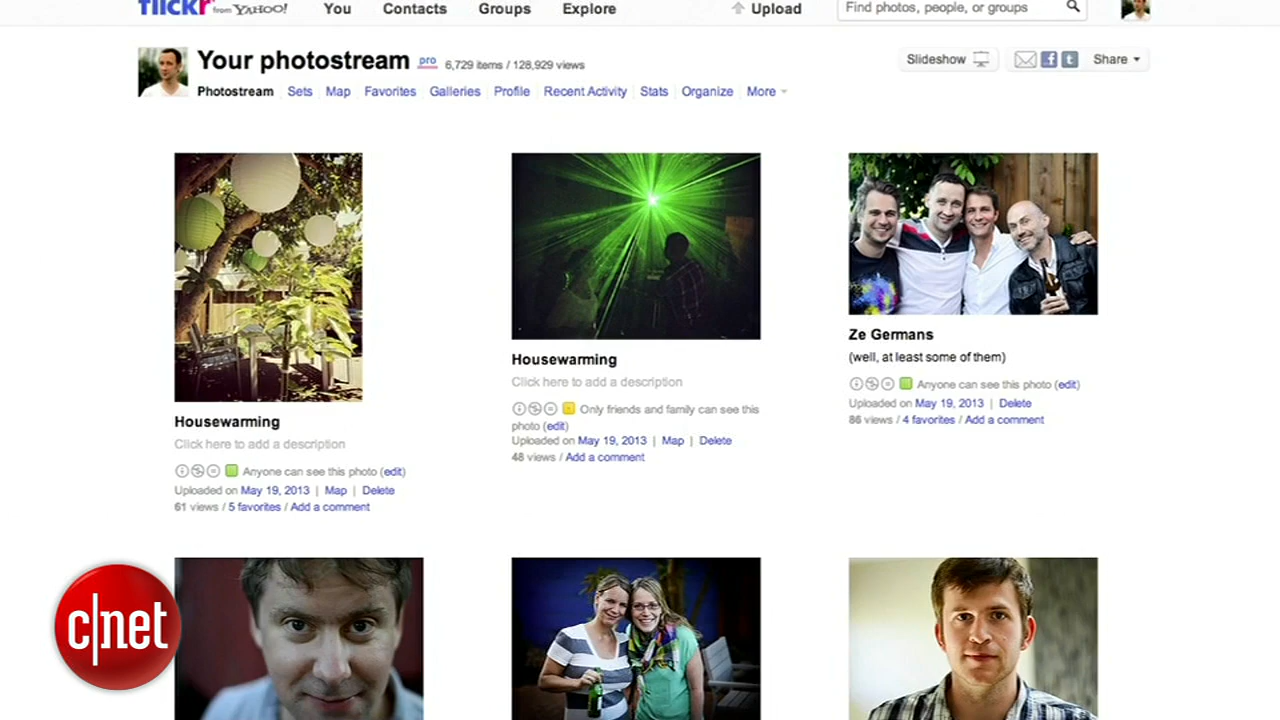 flickr from YAHOO!
You Contacts Groups Explore Upload Find photos, people, or groups
Your photostream pro 6,729 items / 128,929 views Slideshow Share
Photostream Sets Map Favorites Galleries Profile Recent Activity Stats Organize More
Housewarming
Click here to add a description
Anyone can see this photo (edit)
Uploaded on May 19, 2013 | Map | Delete
61 views / 5 favorites / Add a comment
Housewarming
Click here to add a description
Only friends and family can see this
photo (edit)
Uploaded on May 19, 2013 | Map | Delete
48 views / Add a comment
Ze Germans
(well, at least some of them)
Anyone can see this photo (edit)
Uploaded on May 19, 2013 | Delete
86 views / 4 favorites / Add a comment
c|net